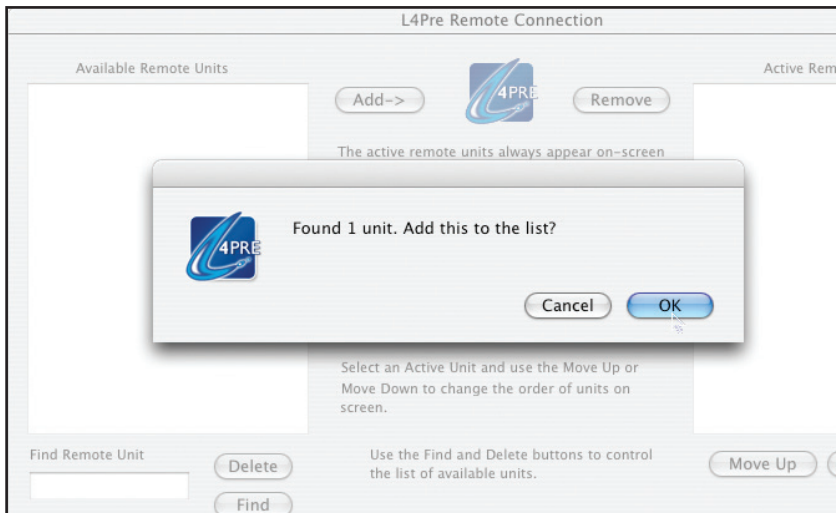 L4Pre Remote Connection
Available Remote Units
Active Rem
Add->
4PRE
Remove
The active remote units always appear on-screen
Found 1 unit. Add this to the list?
4PRE
Cancel
OK
Select an Active Unit and use the Move Up or
Move Down to change the order of units on
screen.
Find Remote Unit
Delete
Use the Find and Delete buttons to control
the list of available units.
Move Up
Find